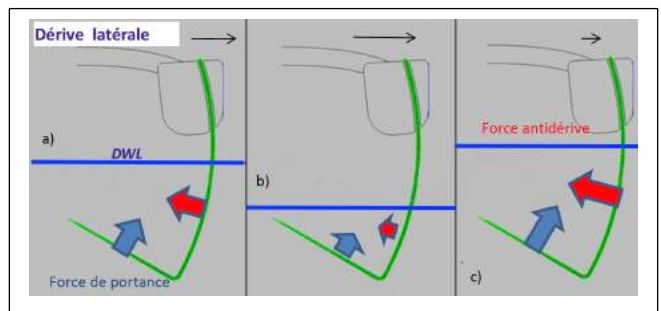 Dérive latérale
a)
DWL
Force de portance
b)
Force antidérive
c)